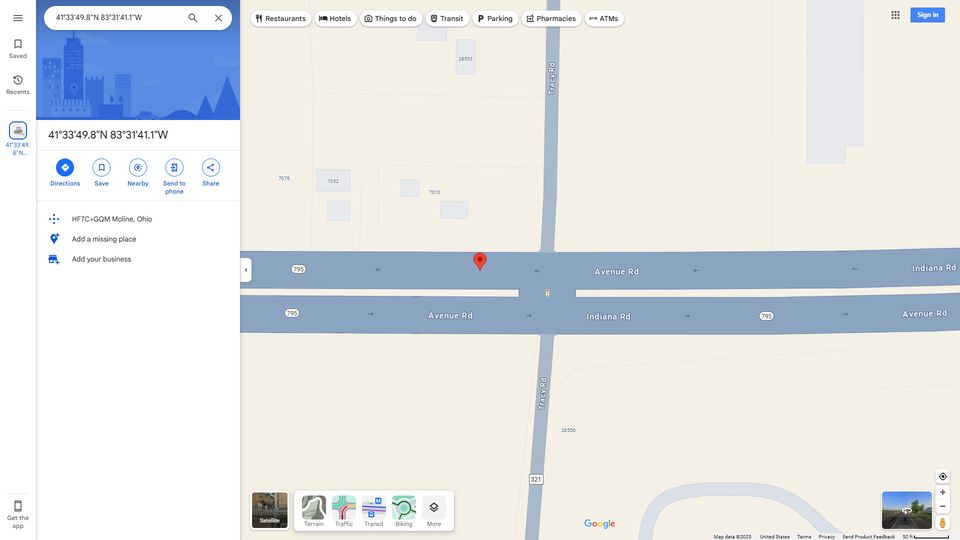 41°33'49.8"N 83°31'41.1"W
Restaurants
Hotels
Things to do
Transit
Parking
Pharmacies
ATMs
Sign in
Saved
Recents
41°33'49.
8"N...
Get the
app
41°33'49.8"N 83°31'41.1"W
Directions
Save
Nearby
Send to
phone
Share
HF7C+GQM Moline, Ohio
Add a missing place
Add your business
28553
Tracy Rd
7076
7052
7010
795
Avenue Rd
Indiana Rd
795
Avenue Rd
Indiana Rd
795
Avenue Rd
Tracy Rd
28556
321
Satellite
Terrain
Traffic
Transit
Biking
More
Google
Map data ©2025
United States
Terms
Privacy
Send Product Feedback
50 ft